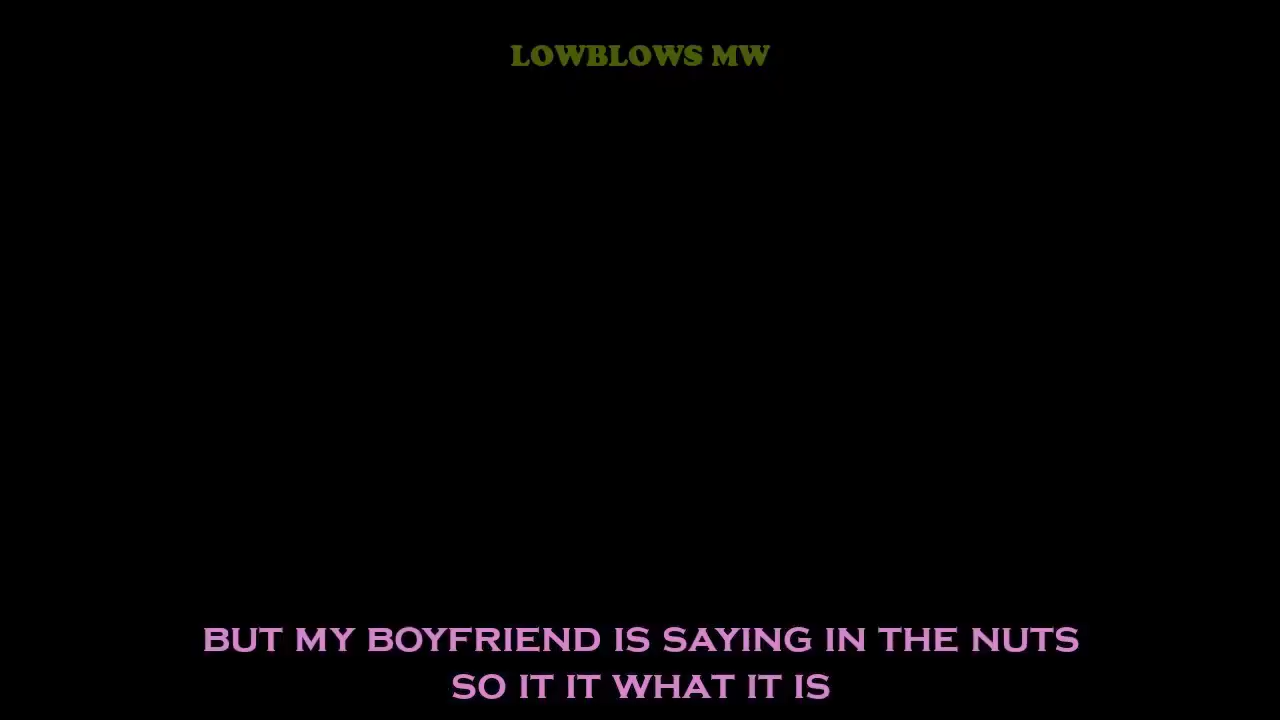 LOWBLOWS MW
BUT MY BOYFRIEND IS SAYING IN THE NUTS
SO IT IT WHAT IT IS